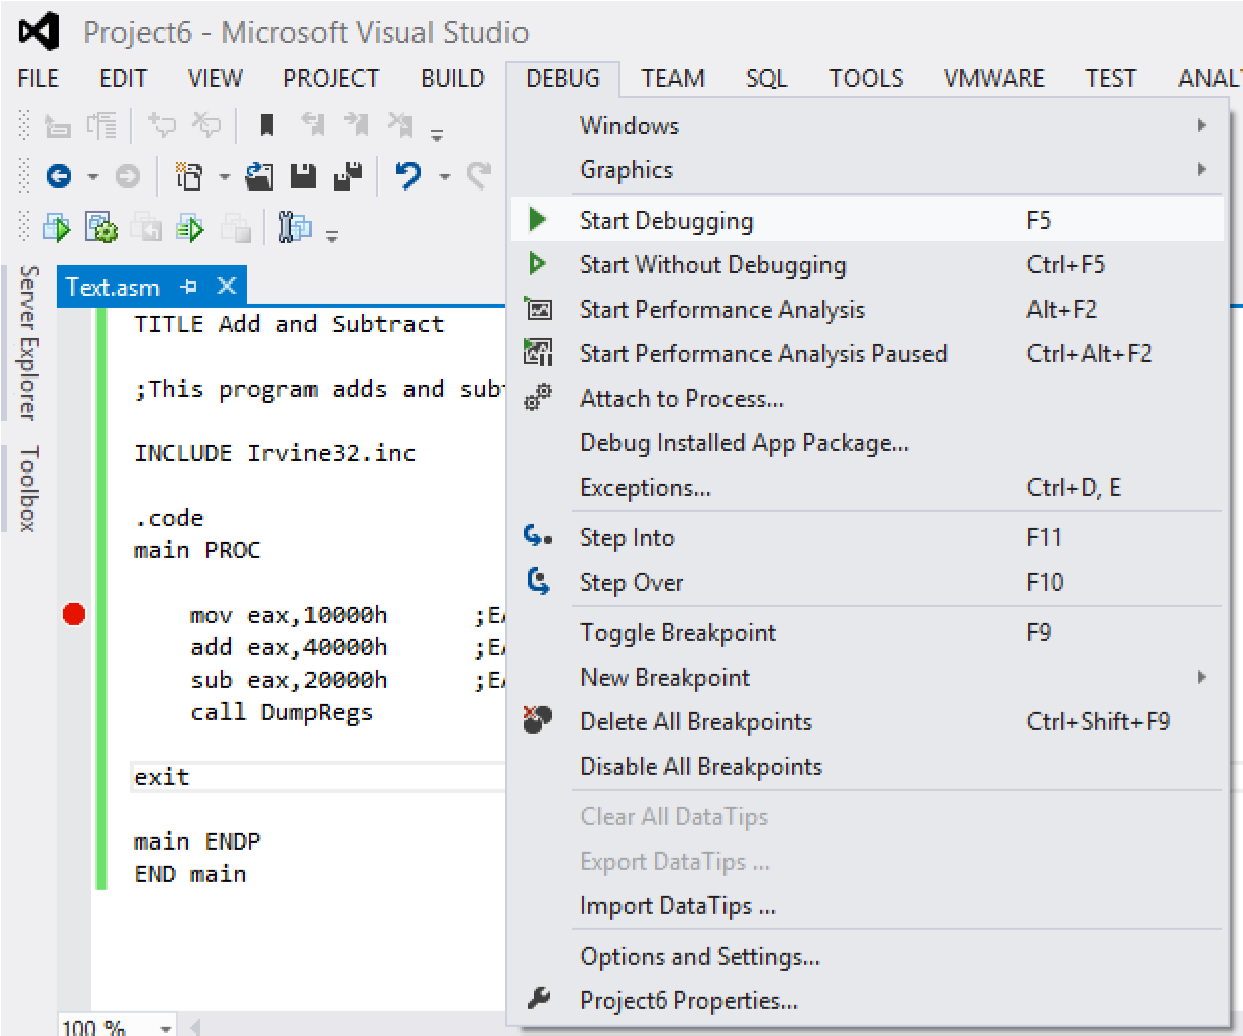 Project6 - Microsoft Visual Studio
FILE EDIT VIEW PROJECT BUILD DEBUG TEAM SQL TOOLS VMWARE TEST
Windows
Graphics
Start Debugging F5
Start Without Debugging Ctrl+F5
Start Performance Analysis Alt+F2
Start Performance Analysis Paused Ctrl+Alt+F2
Attach to Process...
Debug Installed App Package...
Exceptions... Ctrl+D, E
Step Into F11
Step Over F10
Toggle Breakpoint F9
New Breakpoint
Delete All Breakpoints Ctrl+Shift+F9
Disable All Breakpoints
Clear All DataTips
Export DataTips ...
Import DataTips ...
Options and Settings...
Project6 Properties...
Server Explorer
Toolbox
Text.asm
TITLE Add and Subtract
;This program adds and
INCLUDE Irvine32.inc
.code
main PROC
mov eax,10000h
add eax,40000h
sub eax,20000h
call DumpRegs
exit
main ENDP
END main
100 %